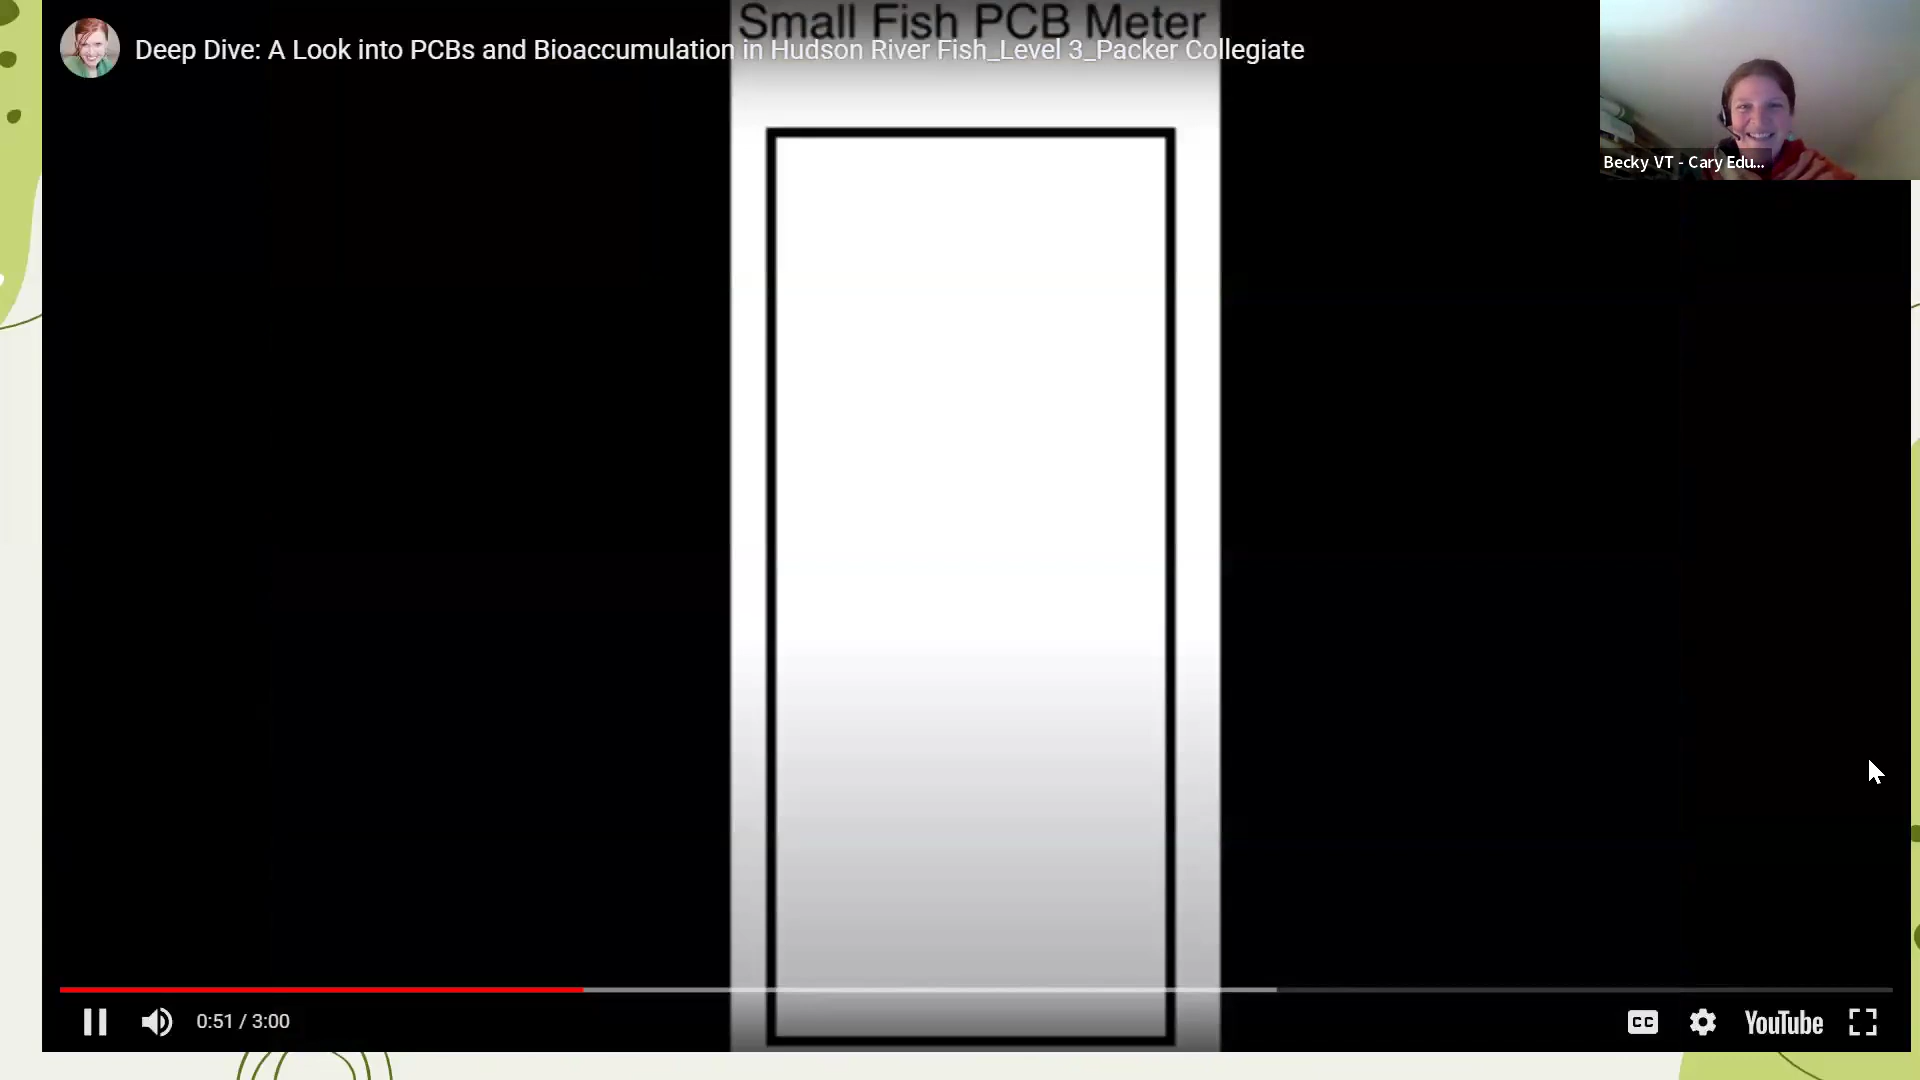 Small Fish PCB Meter
Deep Dive: A Look into PCBs and Bioaccumulation in Hudson River Fish_Level 3_Packer Collegiate
Becky VT - Cary Edu...
0:51 / 3:00
CC
YouTube